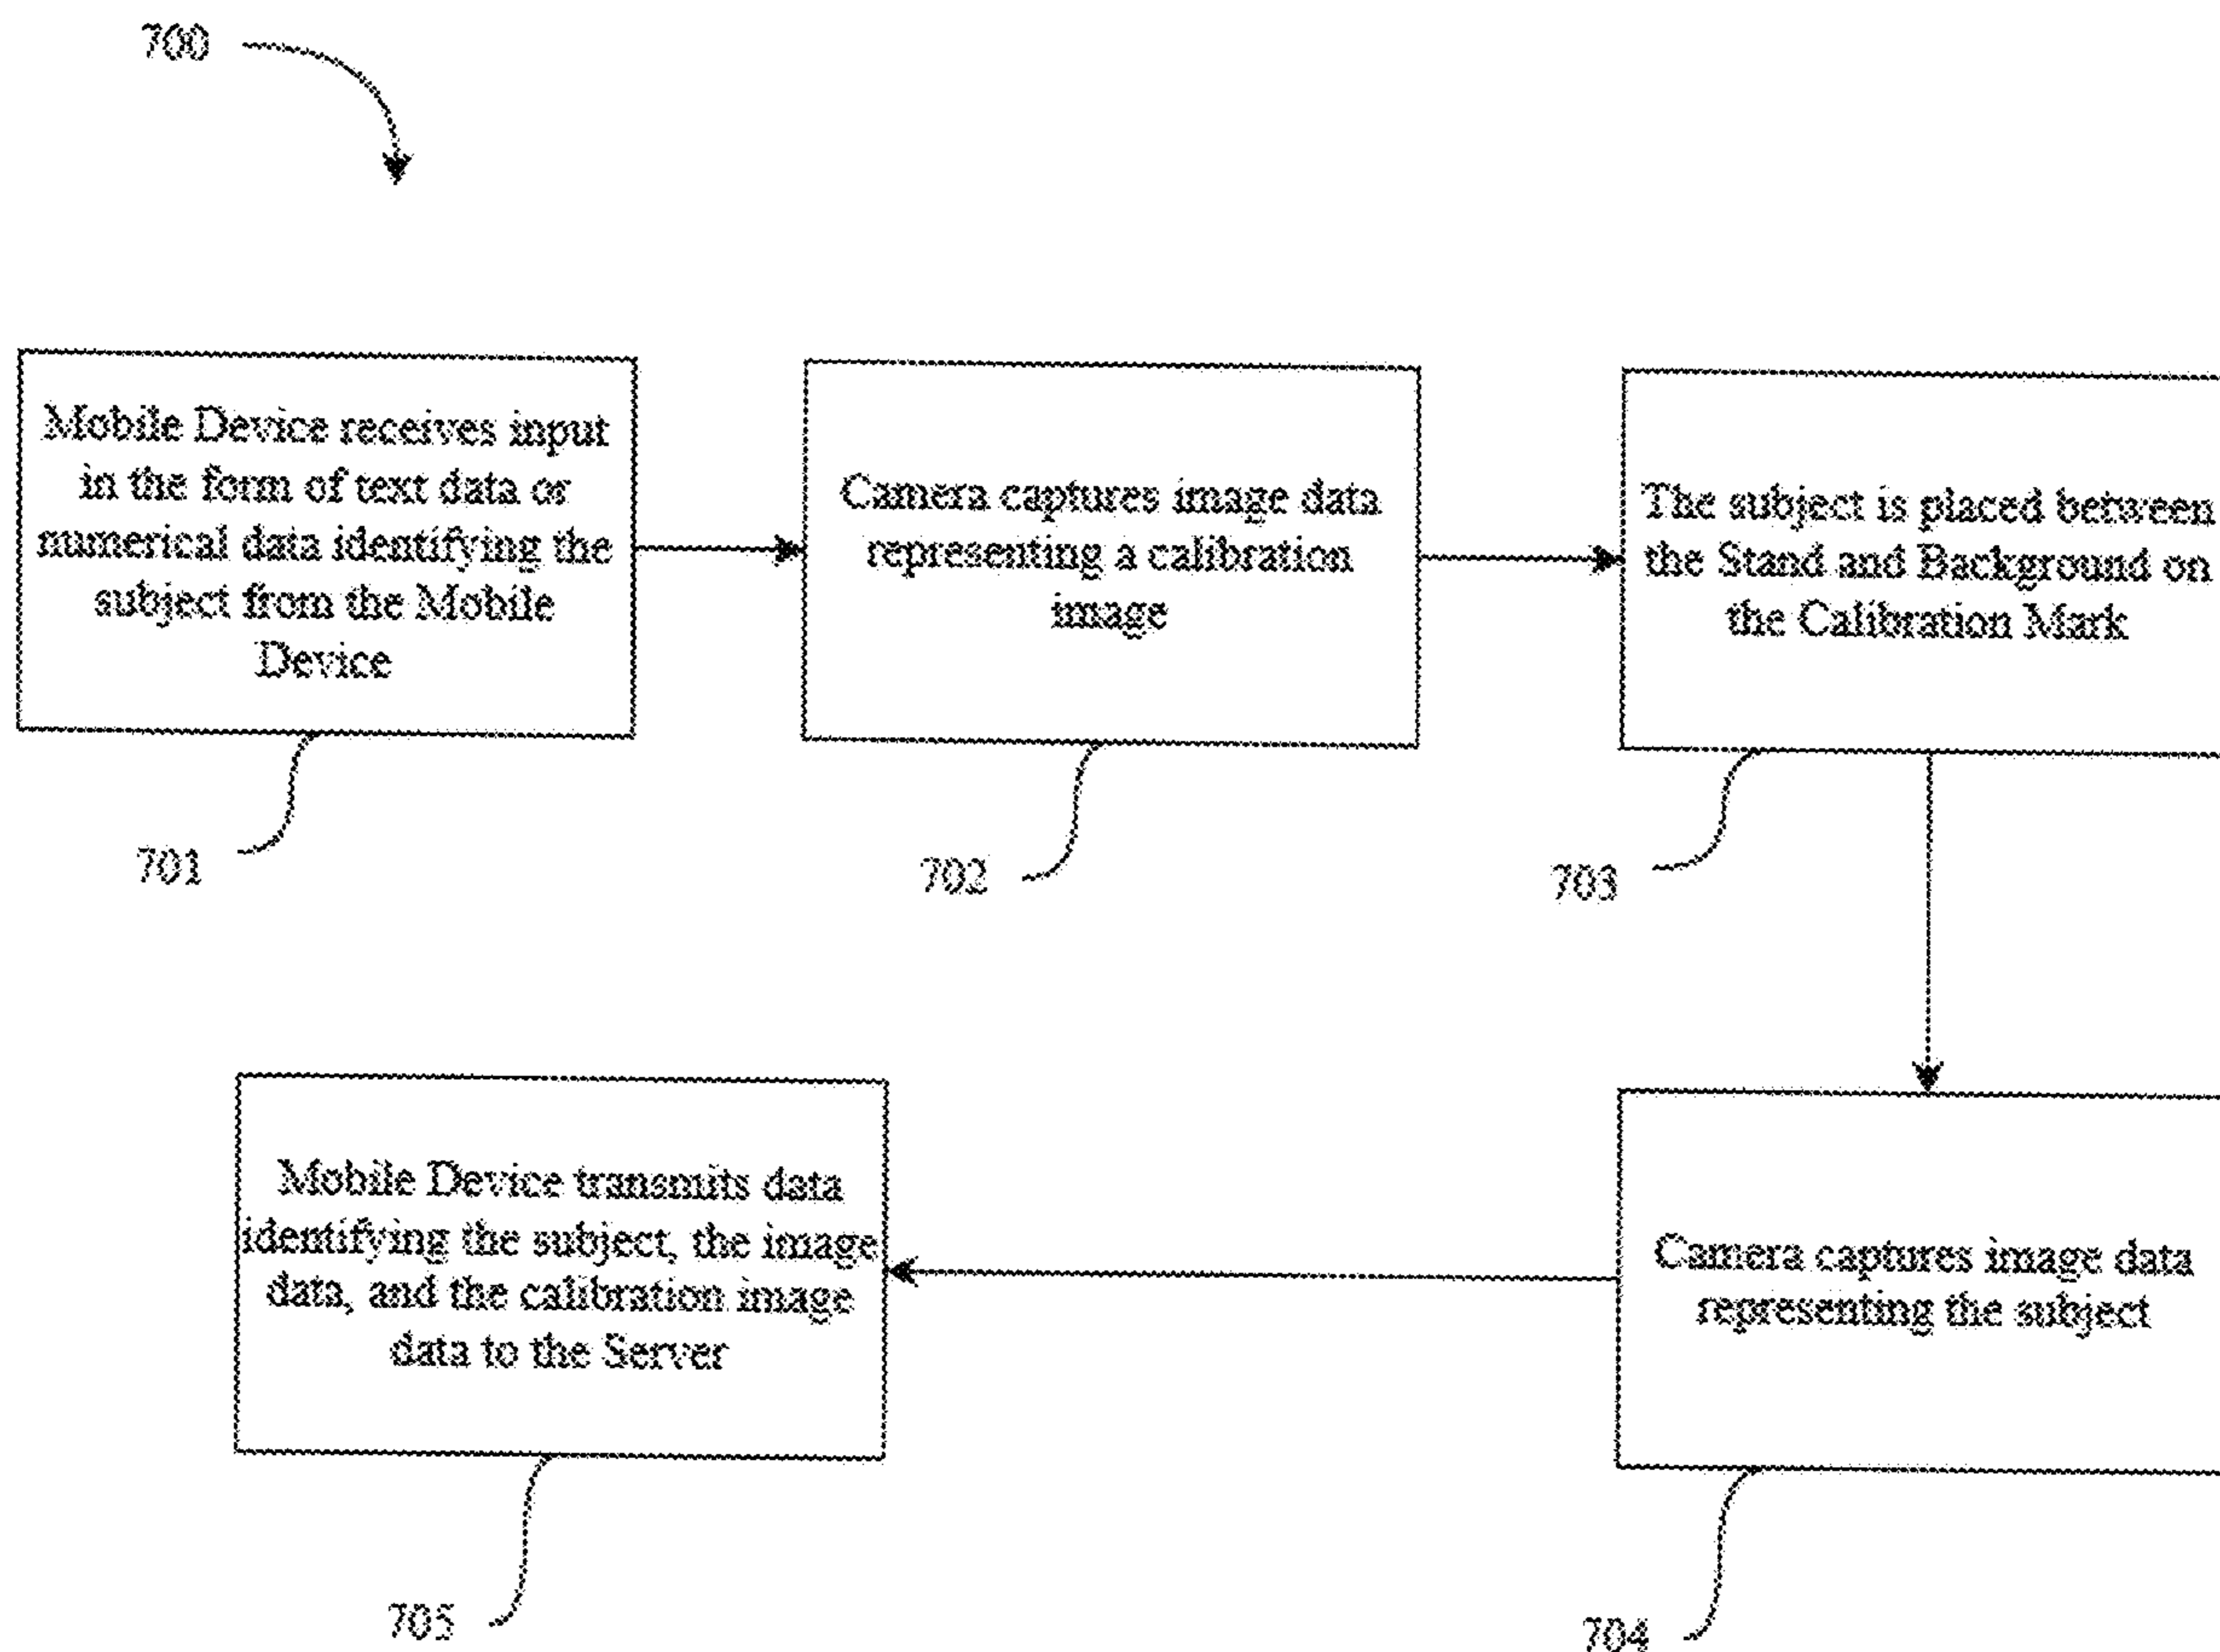 700
Mobile Device receives input
in the form of text data or
numerical data identifying the
subject from the Mobile
Device
701
Camera captures image data
representing a calibration
image
702
The subject is placed between
the Stand and Background on
the Calibration Mark
703
Camera captures image data
representing the subject
704
Mobile Device transmits data
identifying the subject, the image
data, and the calibration image
data to the Server
705